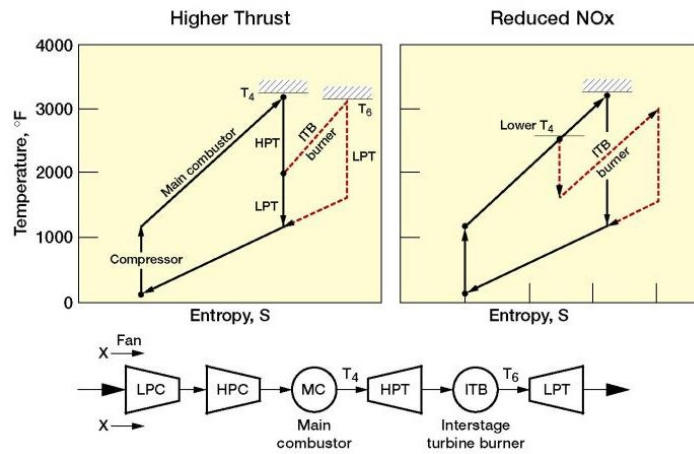 Higher Thrust
Reduced NOx
Temperature, °F
4000
3000
2000
1000
0
T4
T6
Main combustor
HPT
ITB
burner
LPT
LPT
Compressor
Entropy, S
Lower T4
ITB
burner
Entropy, S
Fan
X
LPC
HPC
MC
T4
HPT
ITB
T6
LPT
X
Main
combustor
Interstage
turbine burner